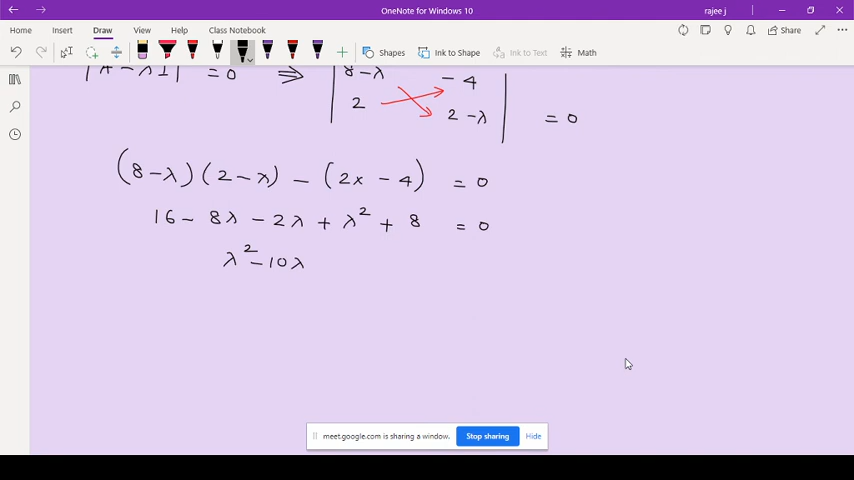 OneNote for Windows 10
rajee j
Home Insert Draw View Help Class Notebook
Share
Shapes Ink to Shape Ink to Text Math
|A - λI| = 0 ⇒ | 8 - λ - 4
2 2 - λ | = 0
(8 - λ) (2 - λ) - (2 x - 4) = 0
16 - 8λ - 2λ + λ² + 8 = 0
λ² - 10λ
meet.google.com is sharing a window. Stop sharing Hide